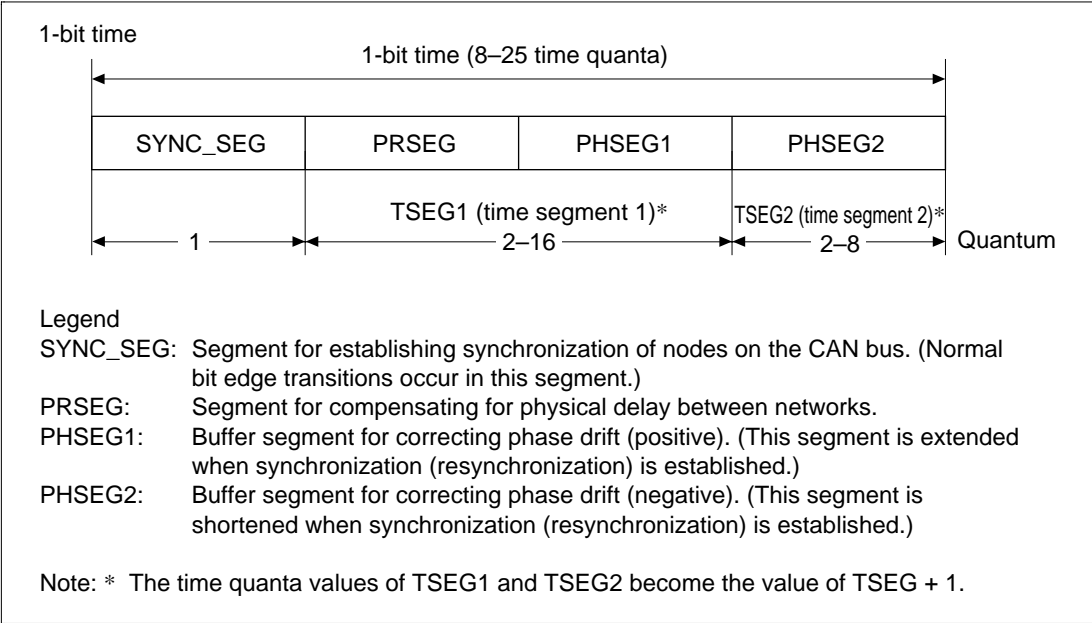 1-bit time
1-bit time (8–25 time quanta)
SYNC_SEG PRSEG PHSEG1 PHSEG2
TSEG1 (time segment 1)* TSEG2 (time segment 2)*
1 2–16 2–8 Quantum
Legend
SYNC_SEG: Segment for establishing synchronization of nodes on the CAN bus. (Normal
bit edge transitions occur in this segment.)
PRSEG: Segment for compensating for physical delay between networks.
PHSEG1: Buffer segment for correcting phase drift (positive). (This segment is extended
when synchronization (resynchronization) is established.)
PHSEG2: Buffer segment for correcting phase drift (negative). (This segment is
shortened when synchronization (resynchronization) is established.)
Note: * The time quanta values of TSEG1 and TSEG2 become the value of TSEG + 1.